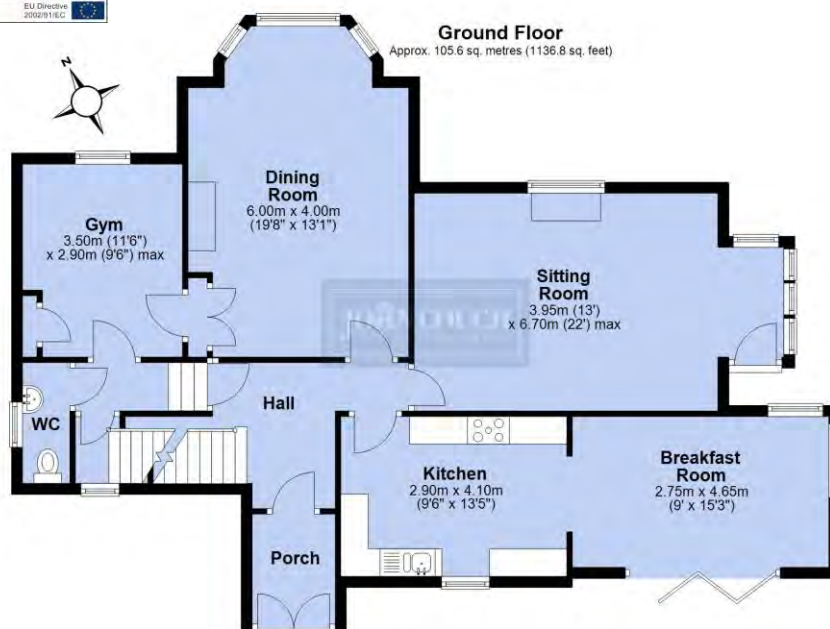 EU Directive
2002/91/EC
Ground Floor
Approx. 105.6 sq. metres (1136.8 sq. feet)
N
Dining
Room
6.00m x 4.00m
(19'8" x 13'1")
Gym
3.50m (11'6")
x 2.90m (9'6") max
Sitting
Room
3.95m (13')
x 6.70m (22') max
Hall
WC
Kitchen
2.90m x 4.10m
(9'6" x 13'5")
Breakfast
Room
2.75m x 4.65m
(9' x 15'3")
Porch